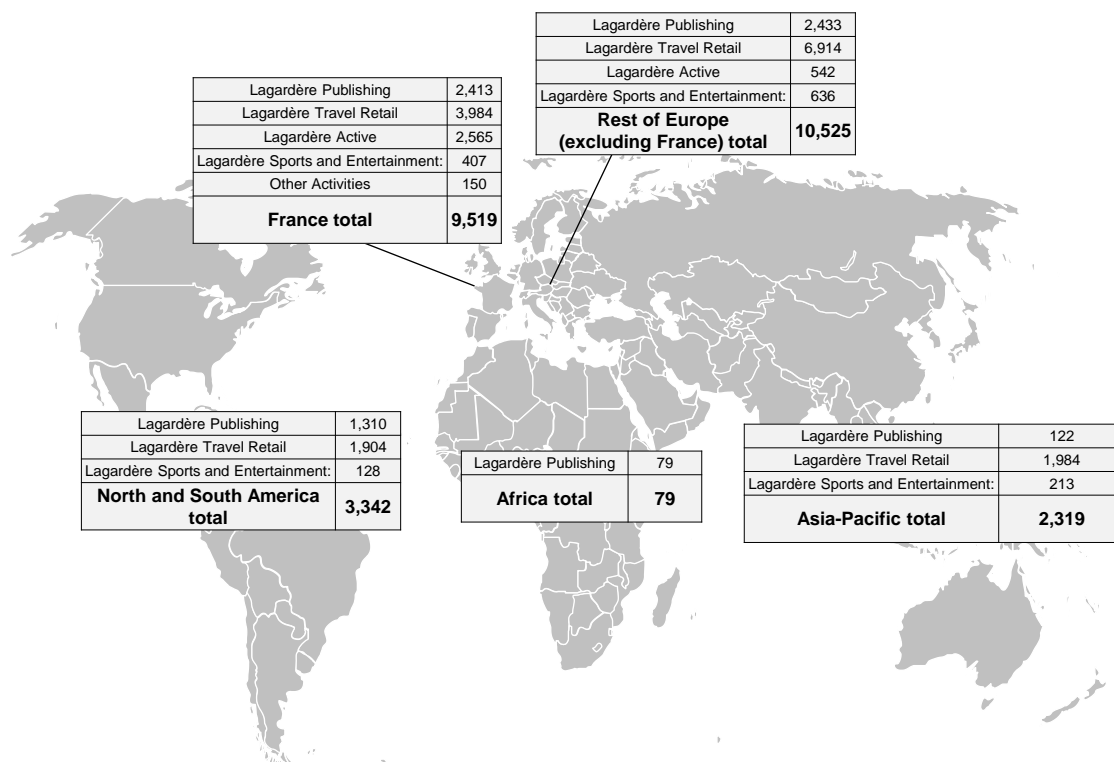 Lagardère Publishing 2,433
Lagardère Travel Retail 6,914
Lagardère Active 542
Lagardère Sports and Entertainment: 636
Rest of Europe
(excluding France) total 10,525
Lagardère Publishing 2,413
Lagardère Travel Retail 3,984
Lagardère Active 2,565
Lagardère Sports and Entertainment: 407
Other Activities 150
France total 9,519
Lagardère Publishing 1,310
Lagardère Travel Retail 1,904
Lagardère Sports and Entertainment: 128
North and South America
total 3,342
Lagardère Publishing 79
Africa total 79
Lagardère Publishing 122
Lagardère Travel Retail 1,984
Lagardère Sports and Entertainment: 213
Asia-Pacific total 2,319